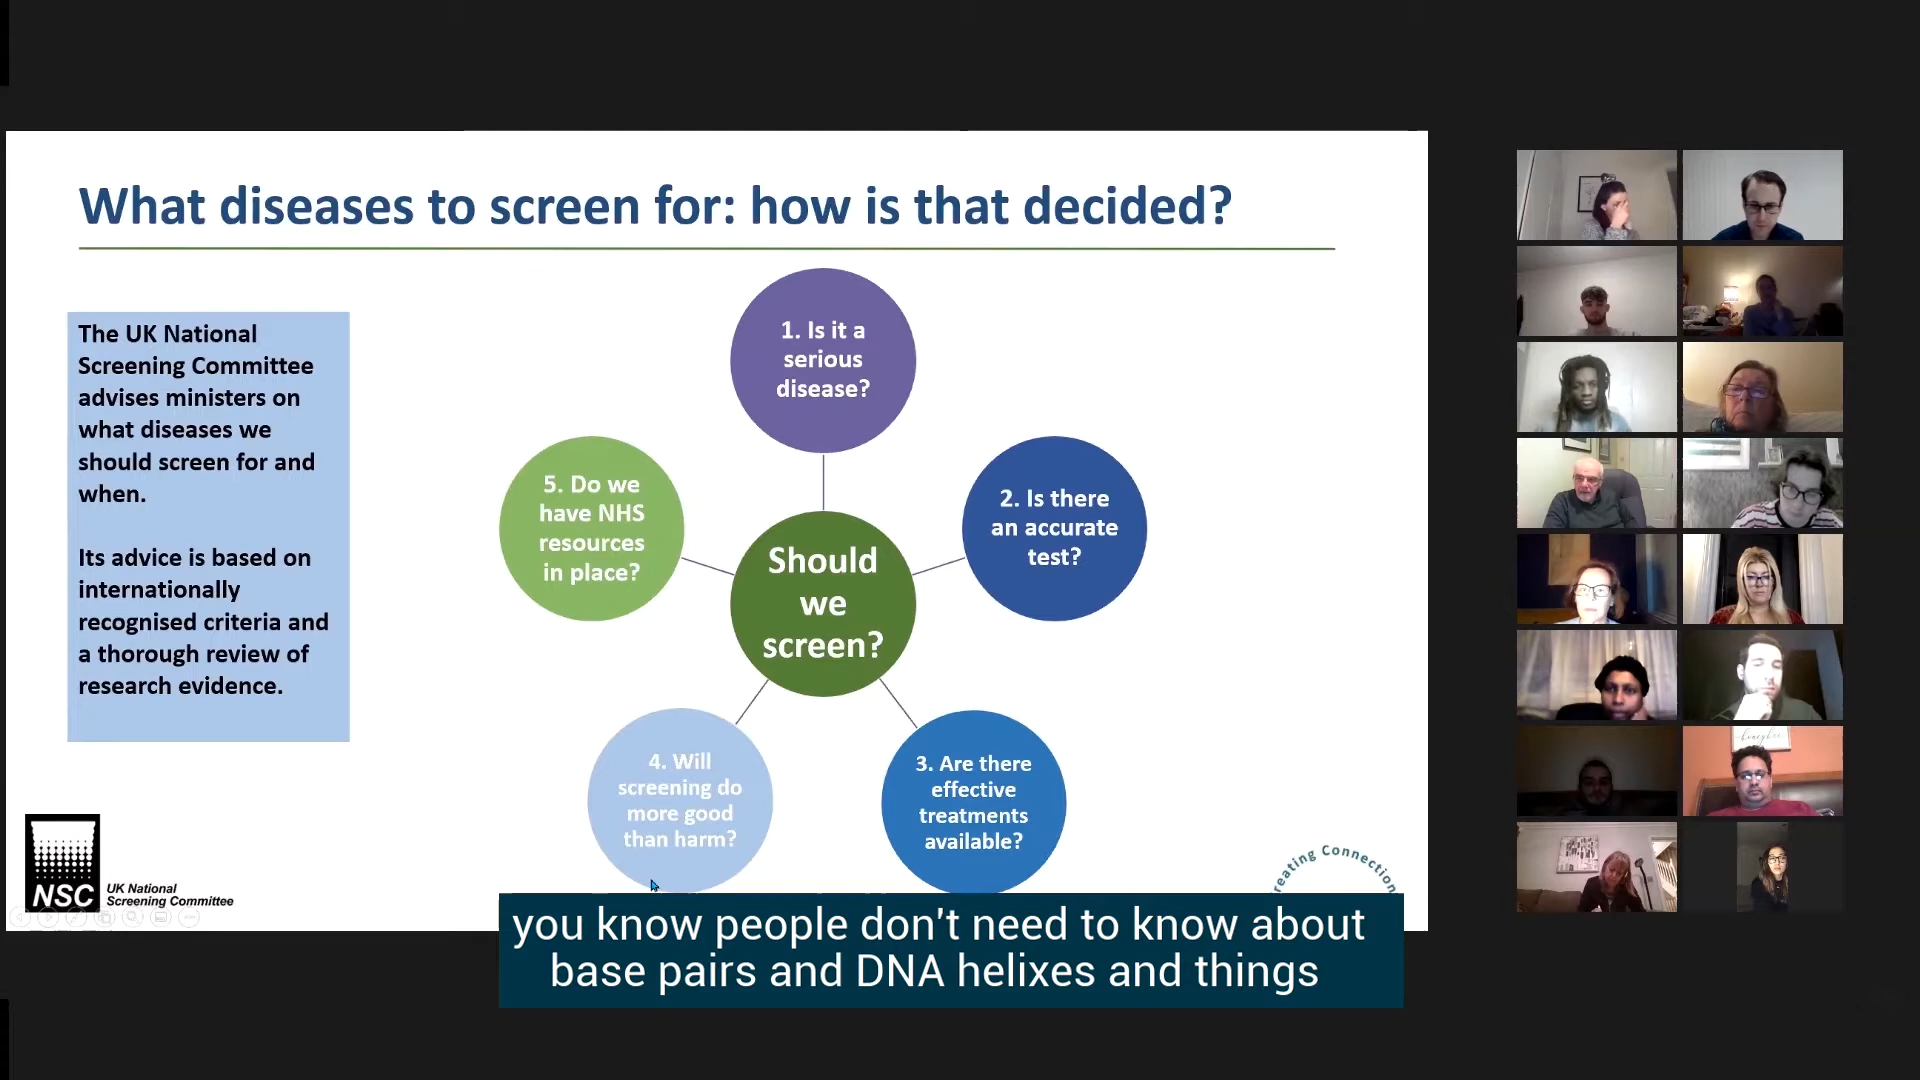 What diseases to screen for: how is that decided?
The UK National
Screening Committee
advises ministers on
what diseases we
should screen for and
when.
Its advice is based on
internationally
recognised criteria and
a thorough review of
research evidence.
1. Is it a
serious
disease?
2. Is there
an accurate
test?
3. Are there
effective
treatments
available?
4. Will
screening do
more good
than harm?
5. Do we
have NHS
resources
in place?
Should
we
screen?
NSC
UK National
Screening Committee
eating Connection
you know people don't need to know about
base pairs and DNA helixes and things